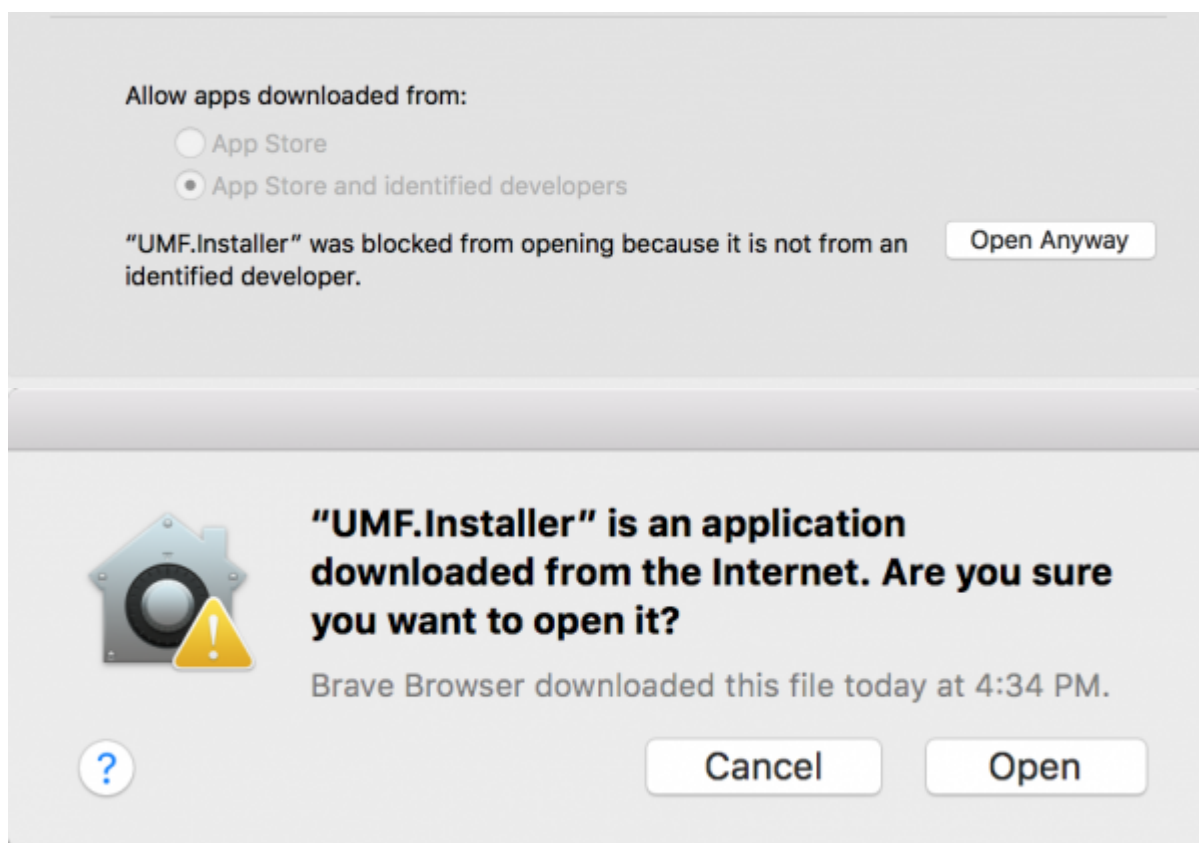 Allow apps downloaded from:
App Store
App Store and identified developers
“UMF.Installer” was blocked from opening because it is not from an
identified developer.
Open Anyway
“UMF.Installer” is an application
downloaded from the Internet. Are you sure
you want to open it?
Brave Browser downloaded this file today at 4:34 PM.
?
Cancel
Open